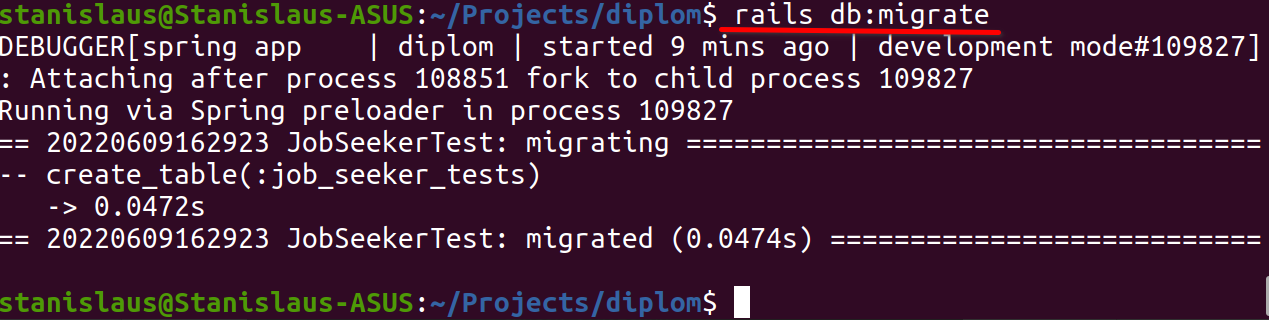 stanislaus@Stanislaus-ASUS:~/Projects/diplom$ rails db:migrate
DEBUGGER[spring app    | diplom | started 9 mins ago | development mode#109827]
: Attaching after process 108851 fork to child process 109827
Running via Spring preloader in process 109827
== 20220609162923 JobSeekerTest: migrating ====================================
-- create_table(:job_seeker_tests)
   -> 0.0472s
== 20220609162923 JobSeekerTest: migrated (0.0474s) ===========================
stanislaus@Stanislaus-ASUS:~/Projects/diplom$